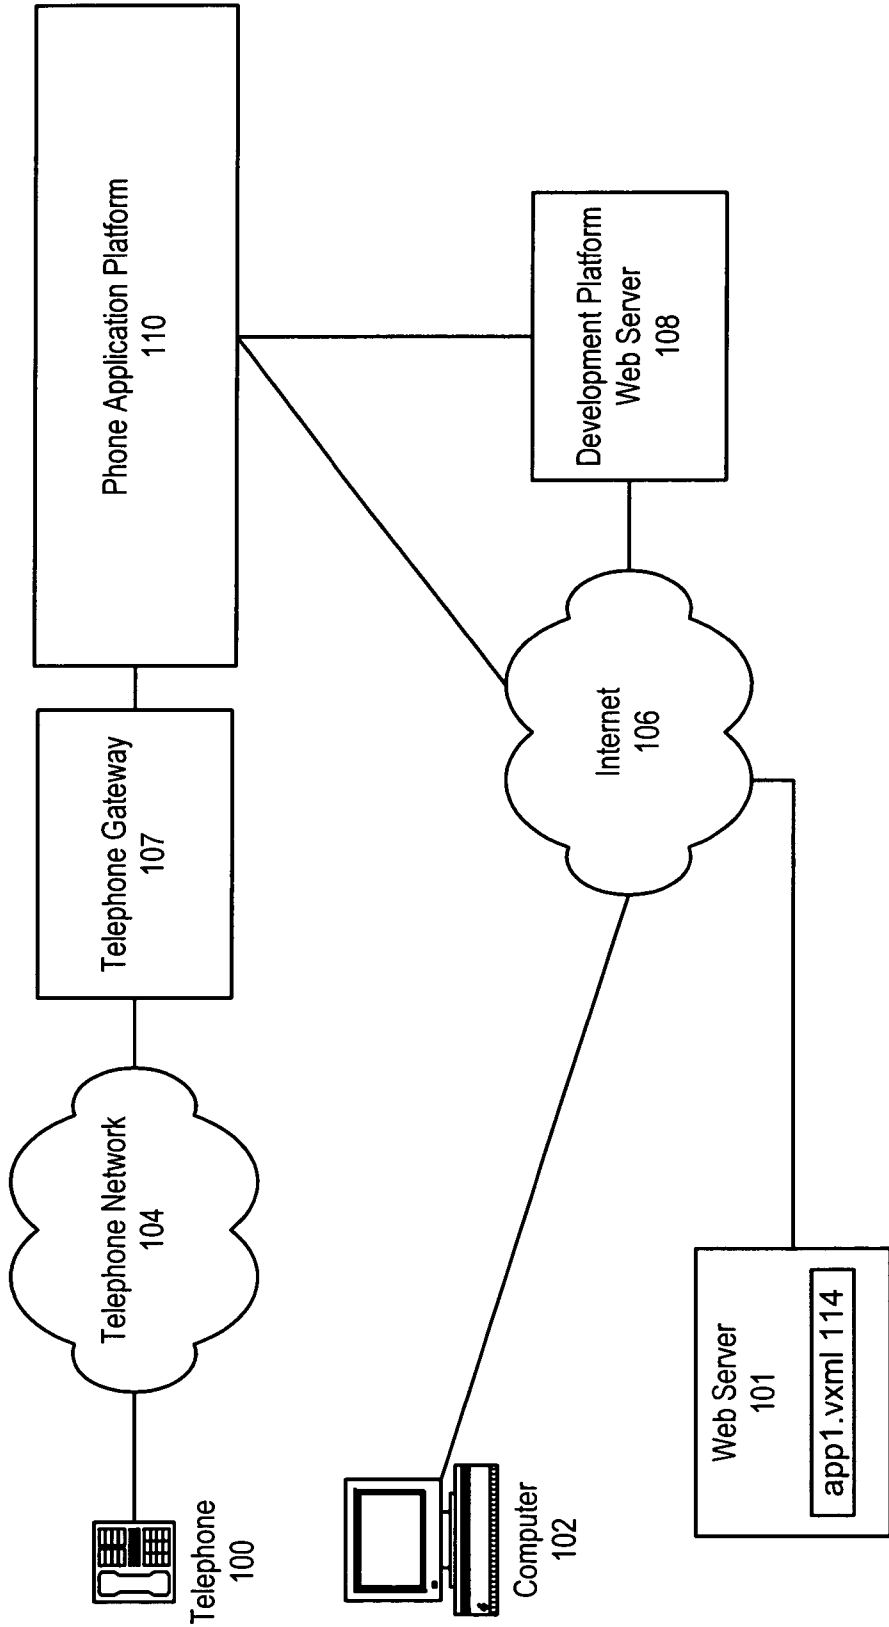 Telephone
100
Telephone Network
104
Telephone Gateway
107
Phone Application Platform
110
Computer
102
Internet
106
Development Platform
Web Server
108
Web Server
101
app1.vxml 114